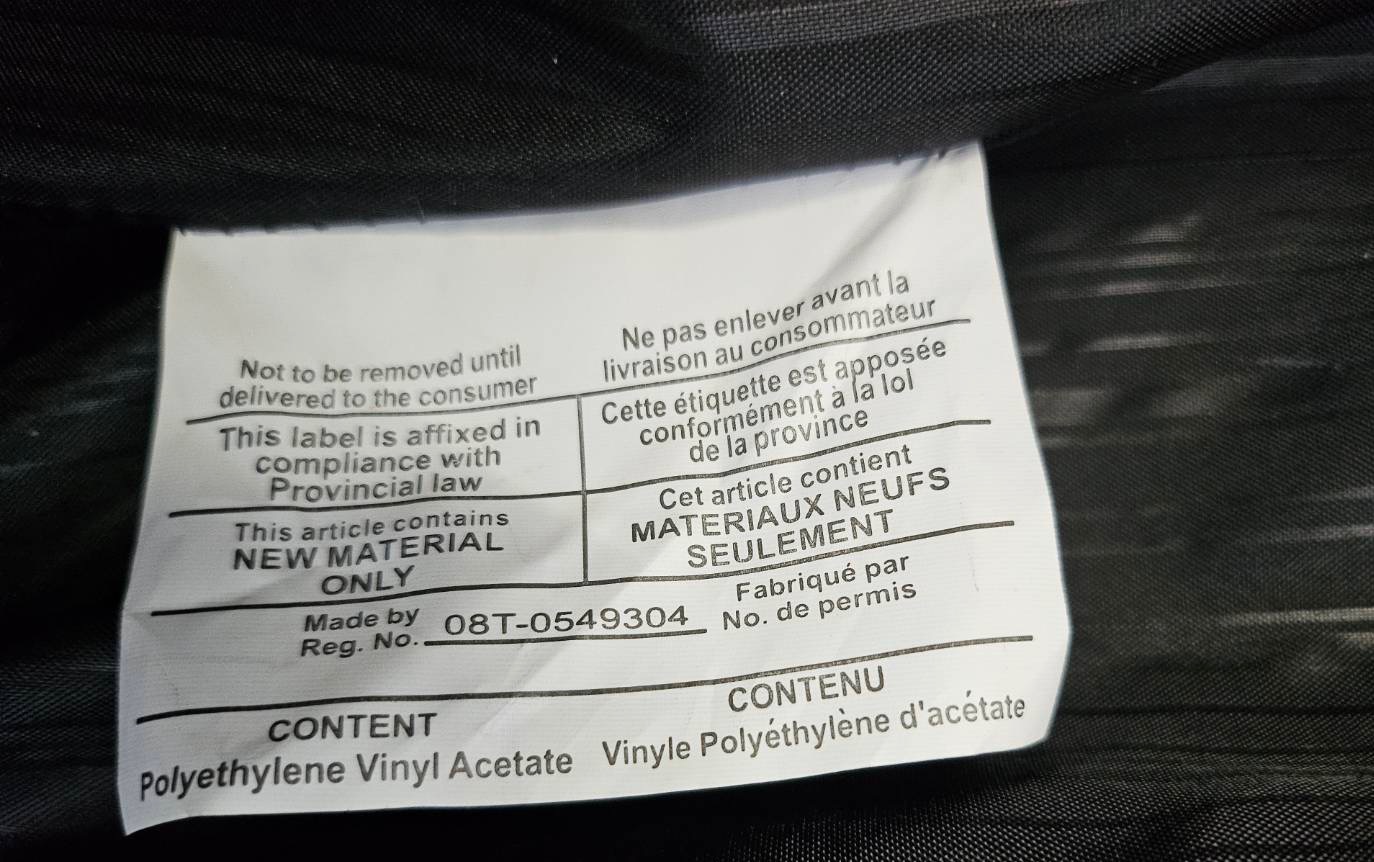 Not to be removed until
delivered to the consumer
Ne pas enlever avant la
livraison au consommateur
This label is affixed in
compliance with
Provincial law
Cette étiquette est apposée
conformément à la lol
de la province
This article contains
NEW MATERIAL
ONLY
Cet article contient
MATERIAUX NEUFS
SEULEMENT
Made by
Reg. No. 08T-0549304
Fabriqué par
No. de permis
CONTENT
Polyethylene Vinyl Acetate
CONTENU
Vinyle Polyéthylène d'acétate